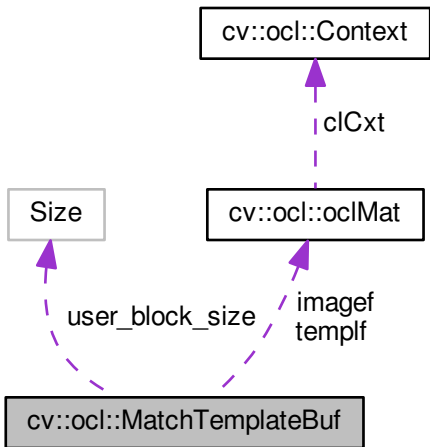 cv::ocl::Context
clCxt
Size
cv::ocl::oclMat
user_block_size
imagef
templf
cv::ocl::MatchTemplateBuf